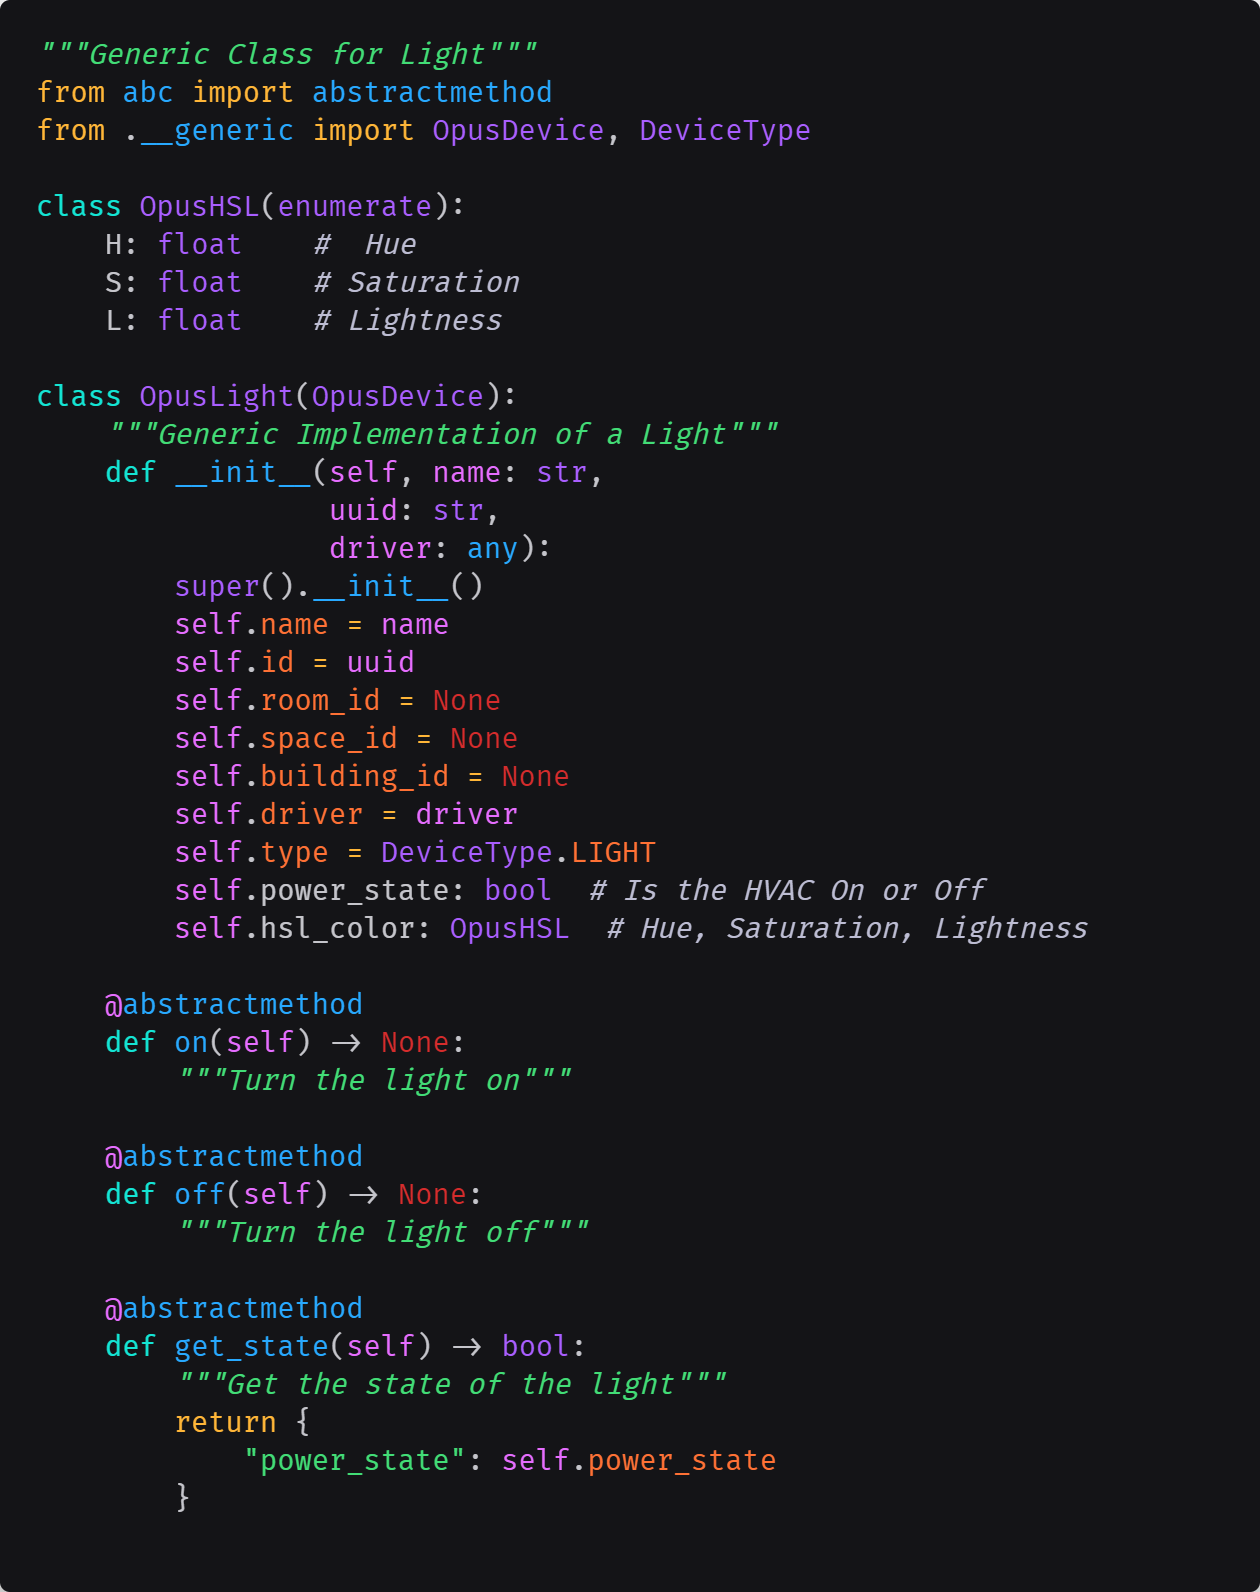 """Generic Class for Light"""
from abc import abstractmethod
from .__generic import OpusDevice, DeviceType

class OpusHSL(enumerate):
    H: float    #  Hue
    S: float    # Saturation
    L: float    # Lightness

class OpusLight(OpusDevice):
    """Generic Implementation of a Light"""
    def __init__(self, name: str,
                 uuid: str,
                 driver: any):
        super().__init__()
        self.name = name
        self.id = uuid
        self.room_id = None
        self.space_id = None
        self.building_id = None
        self.driver = driver
        self.type = DeviceType.LIGHT
        self.power_state: bool  # Is the HVAC On or Off
        self.hsl_color: OpusHSL  # Hue, Saturation, Lightness

    @abstractmethod
    def on(self) -> None:
        """Turn the light on"""

    @abstractmethod
    def off(self) -> None:
        """Turn the light off"""

    @abstractmethod
    def get_state(self) -> bool:
        """Get the state of the light"""
        return {
            "power_state": self.power_state
        }